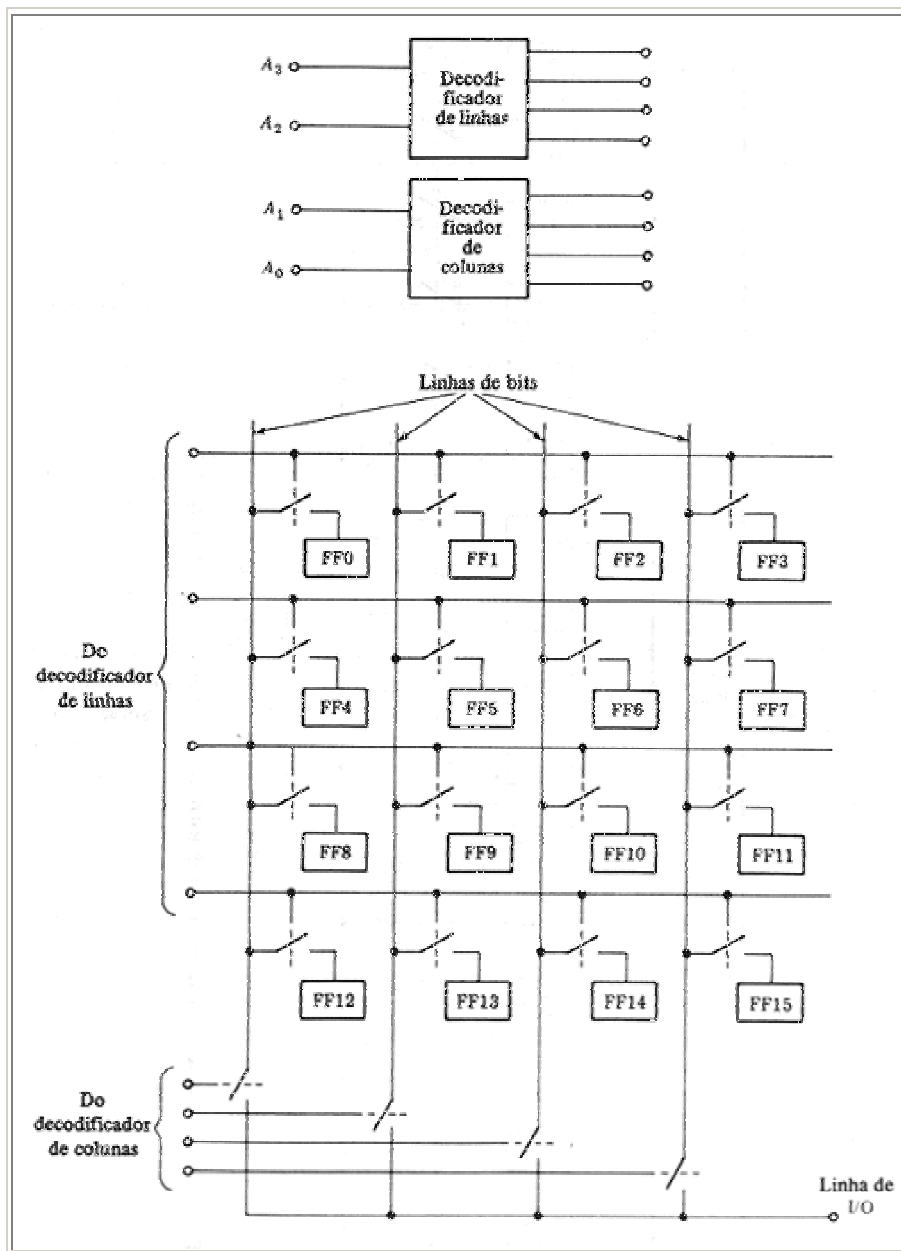 A3
Decodi-
ficador
de linhas
A2
A1
Decodi-
ficador
de
colunas
A0
Linhas de bits
FF0
FF1
FF2
FF3
Do
decodificador
de linhas
FF4
FF5
FF6
FF7
FF8
FF9
FF10
FF11
FF12
FF13
FF14
FF15
Do
decodificador
de colunas
Linha de
I/O